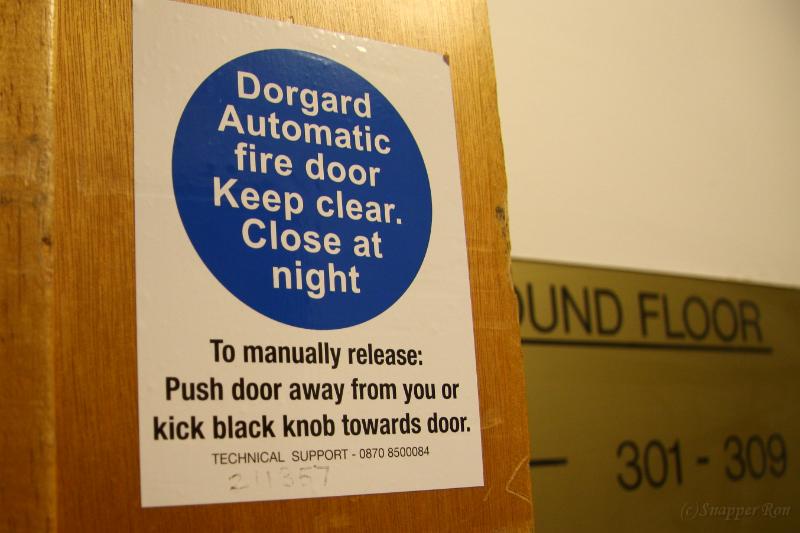 Dorgard
Automatic
fire door
Keep clear.
Close at
night
To manually release:
Push door away from you or
kick black knob towards door.
TECHNICAL SUPPORT - 0870 8500084
OUND FLOOR
301 - 309
(c)Snapper Ron